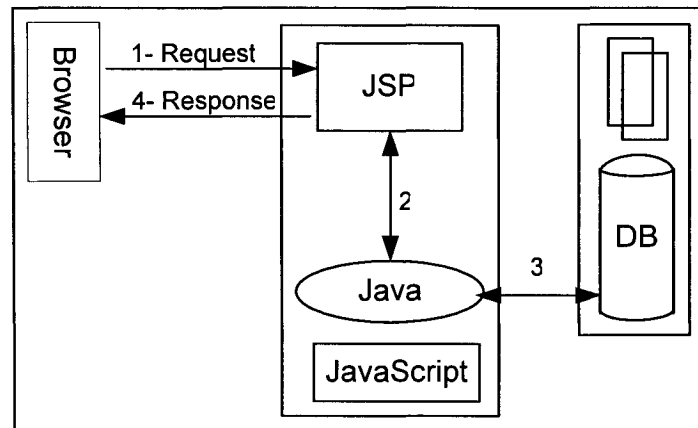 Browser
1- Request
4- Response
JSP
2
Java
3
JavaScript
DB